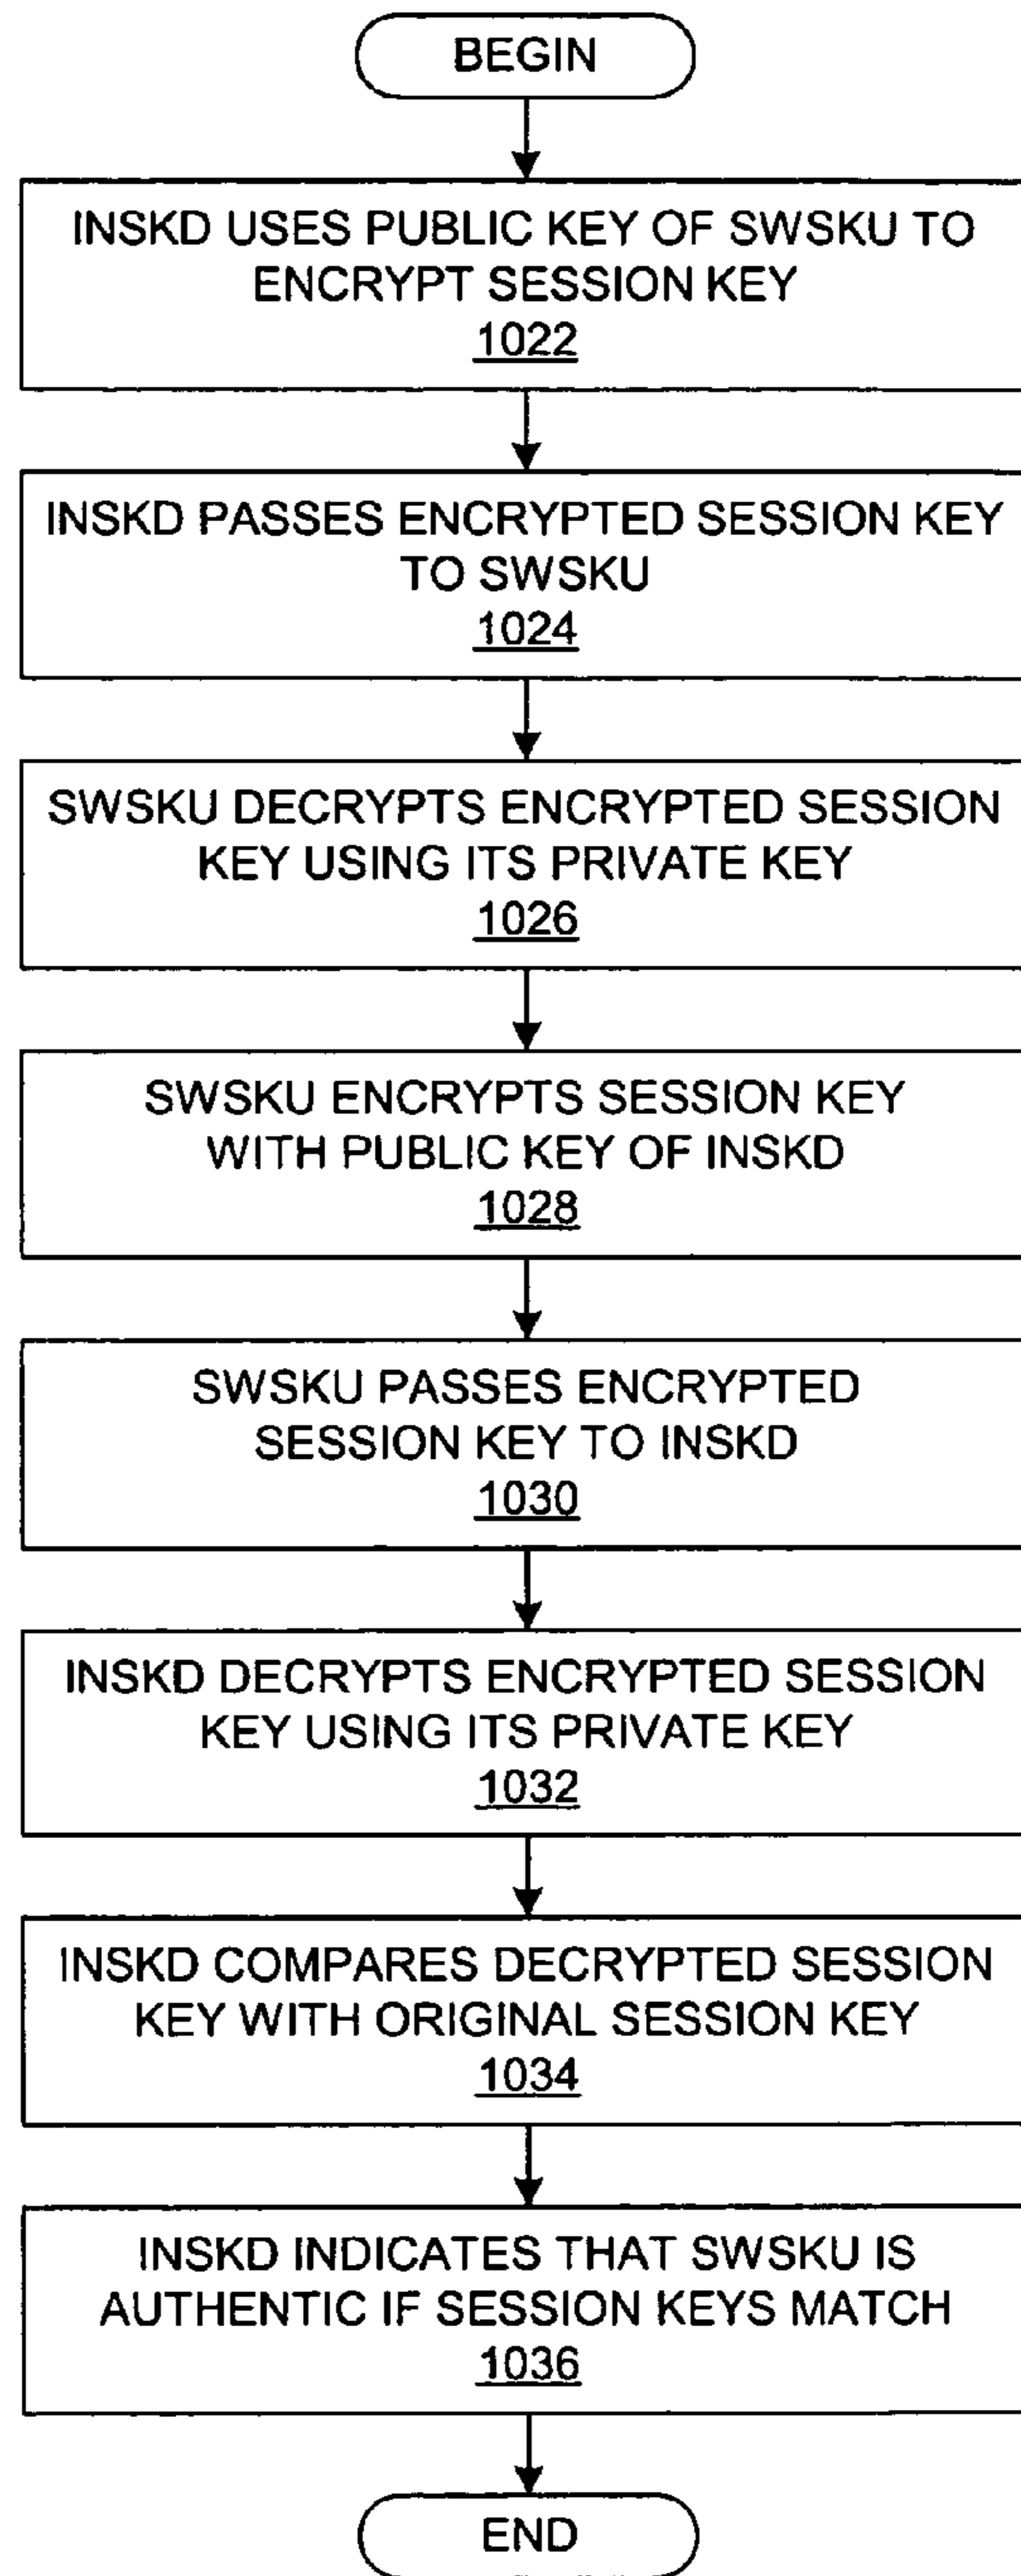 BEGIN
INSKD USES PUBLIC KEY OF SWSKU TO
ENCRYPT SESSION KEY
1022
INSKD PASSES ENCRYPTED SESSION KEY
TO SWSKU
1024
SWSKU DECRYPTS ENCRYPTED SESSION
KEY USING ITS PRIVATE KEY
1026
SWSKU ENCRYPTS SESSION KEY
WITH PUBLIC KEY OF INSKD
1028
SWSKU PASSES ENCRYPTED
SESSION KEY TO INSKD
1030
INSKD DECRYPTS ENCRYPTED SESSION
KEY USING ITS PRIVATE KEY
1032
INSKD COMPARES DECRYPTED SESSION
KEY WITH ORIGINAL SESSION KEY
1034
INSKD INDICATES THAT SWSKU IS
AUTHENTIC IF SESSION KEYS MATCH
1036
END